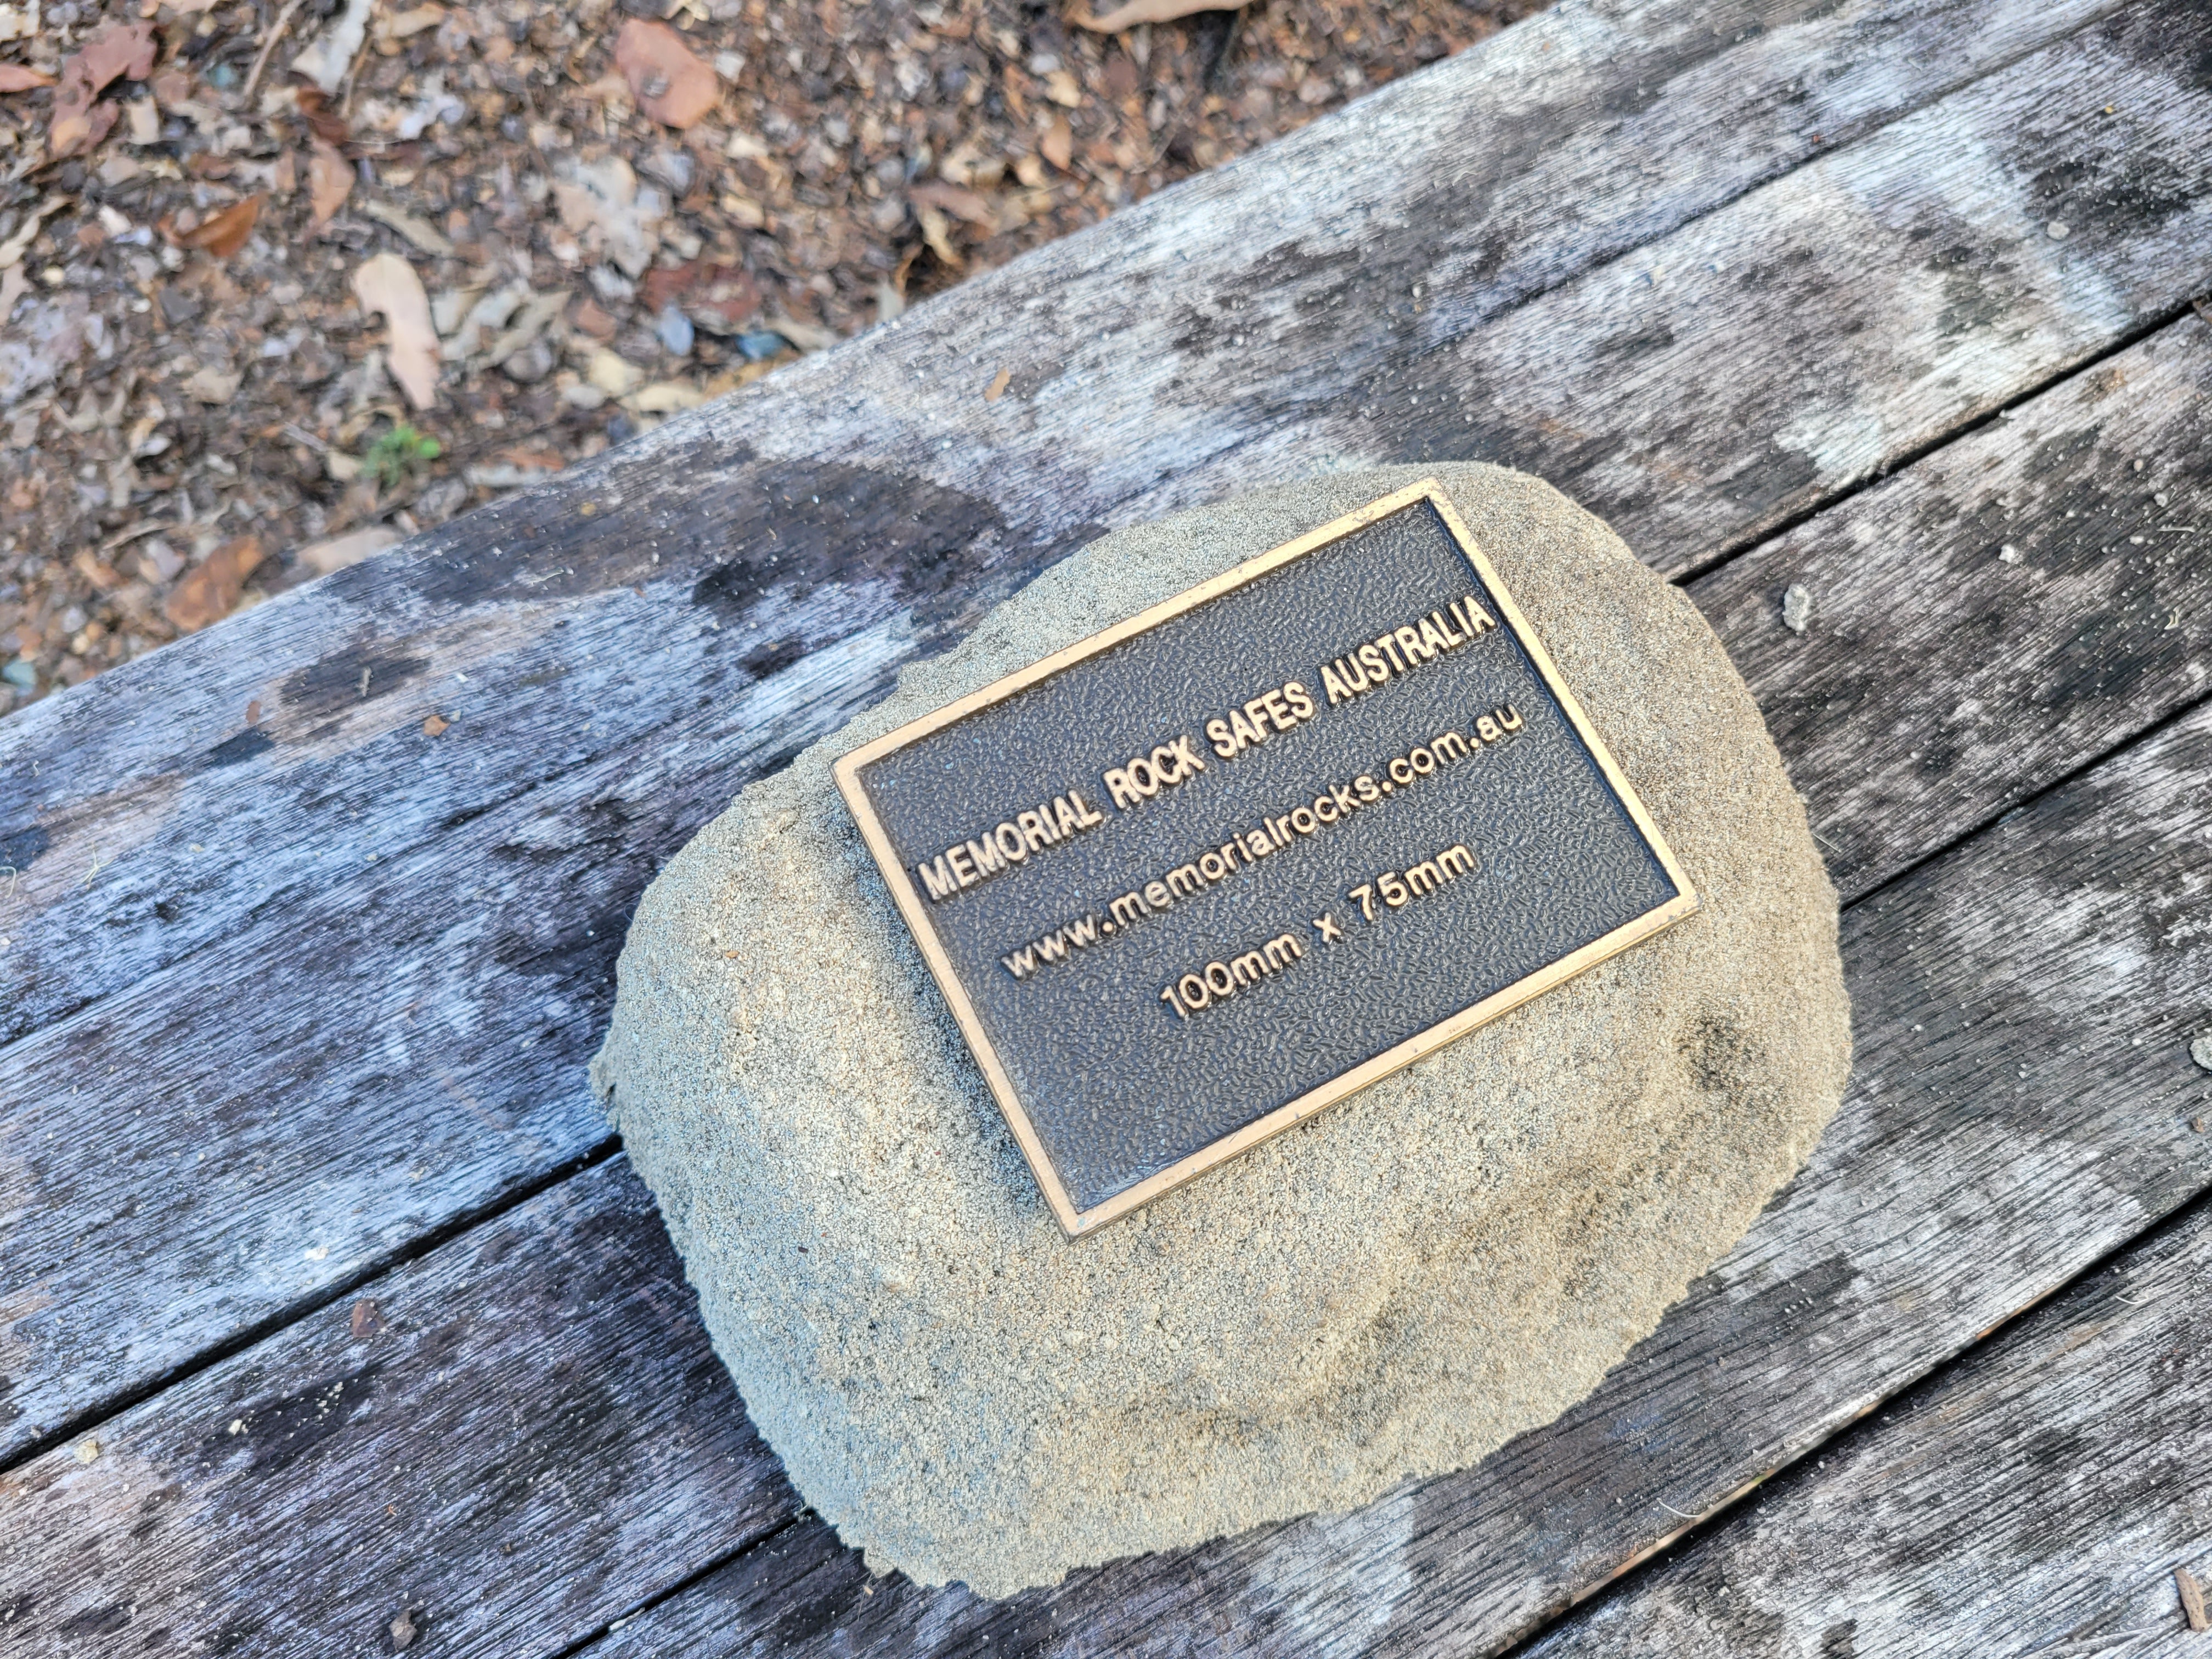 MEMORIAL ROCK SAFES AUSTRALIA
www.memorialrocks.com.au
100mm x 75mm